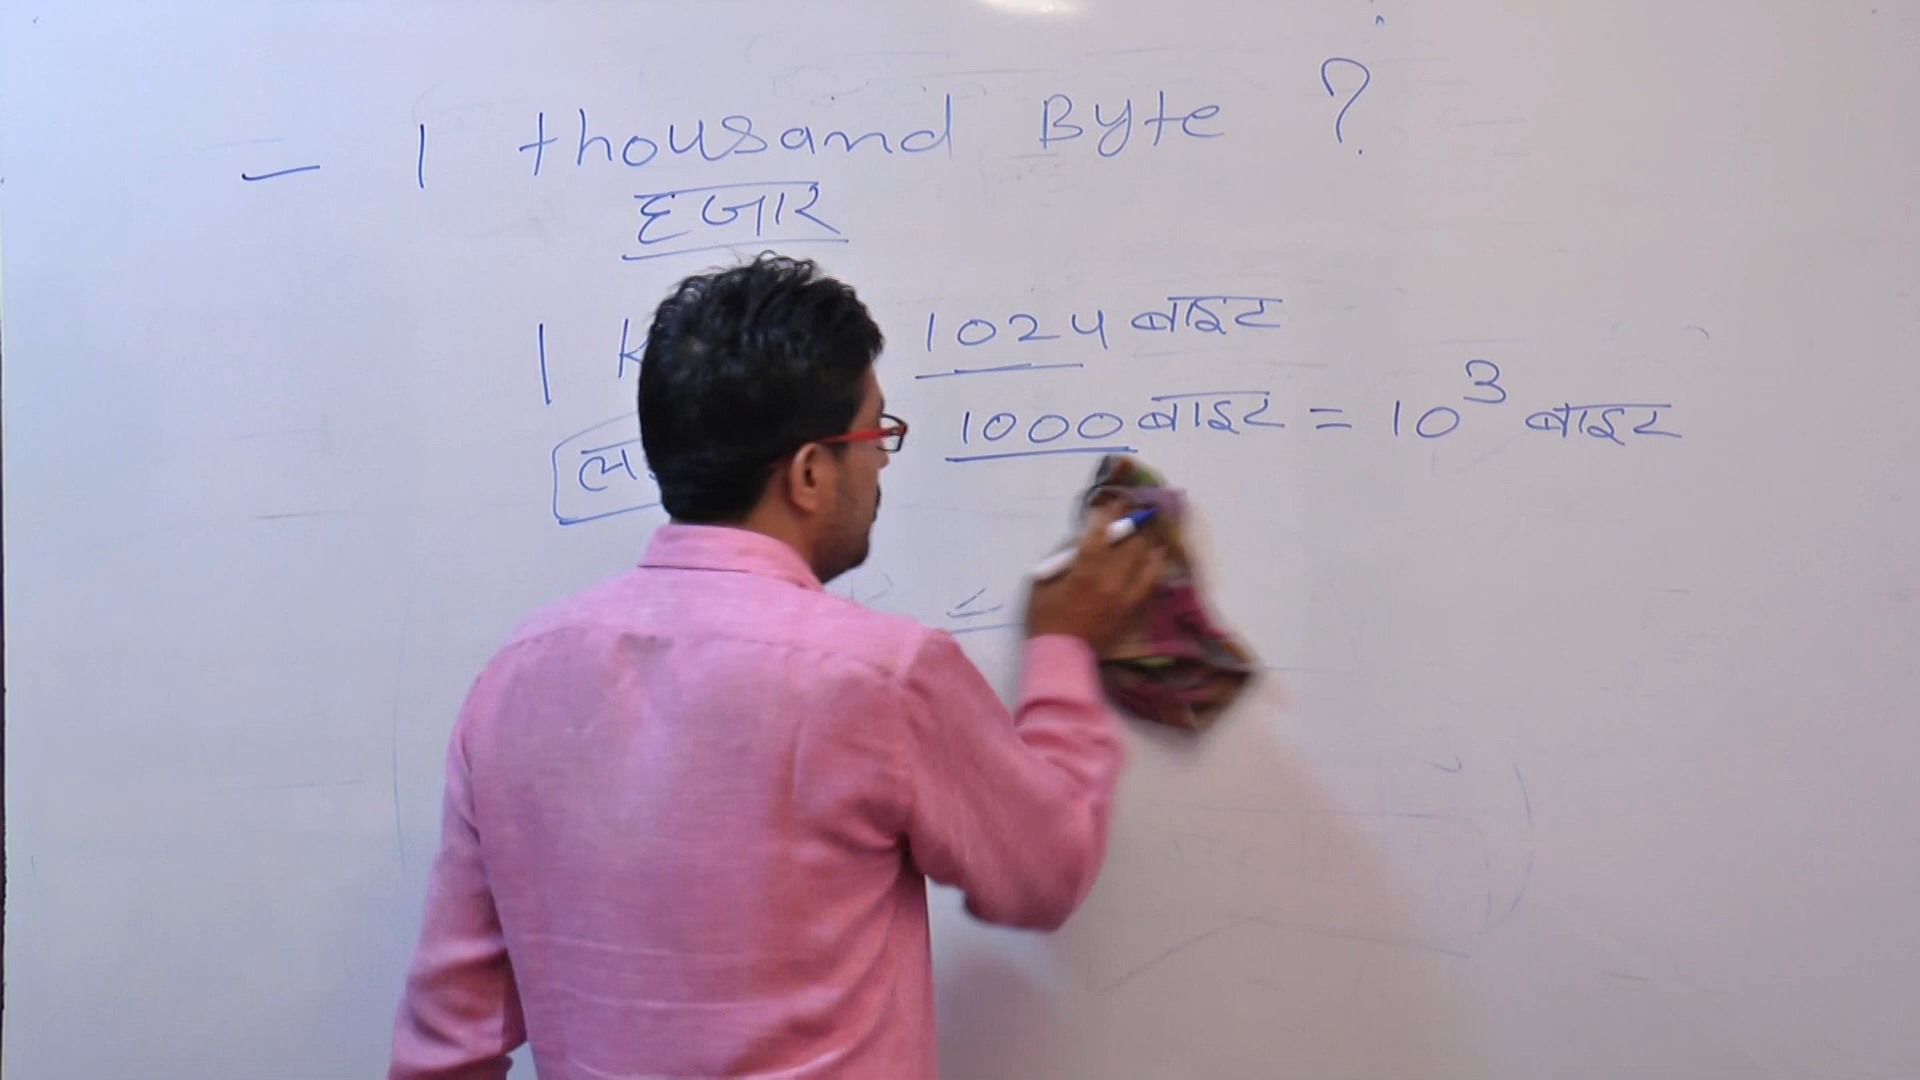 - 1 thousand Byte ?
हजार
1 K 1024 बाइट
1000 बाइट = 10³ बाइट